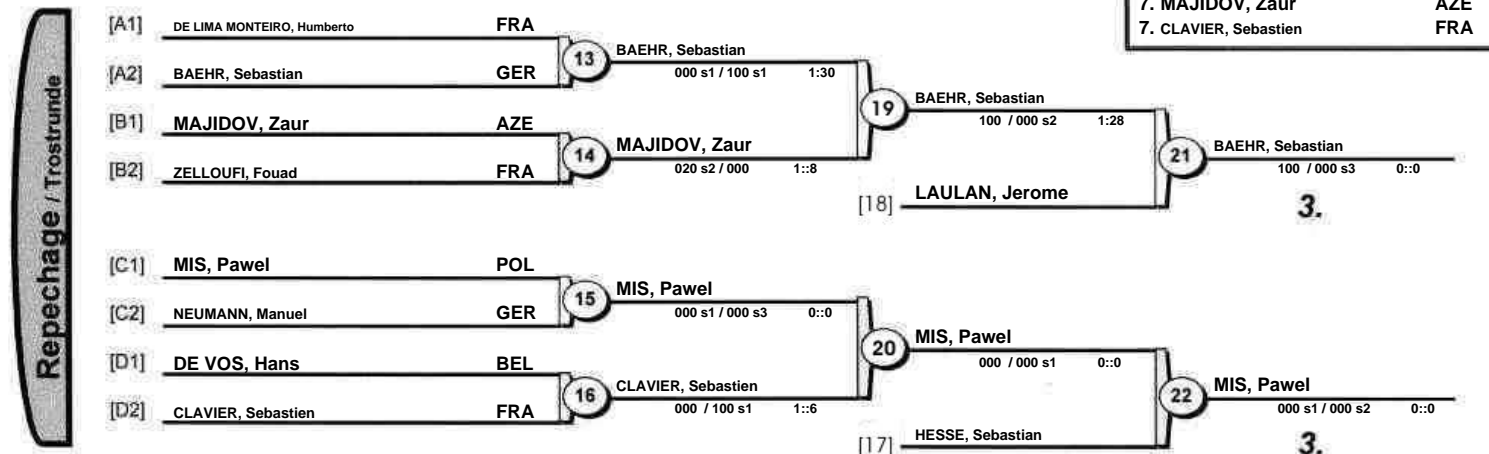 7. MAJIDOV, Zaur AZE
7. CLAVIER, Sebastien FRA
Repechage / Trostrunde
[A1] DE LIMA MONTEIRO, Humberto FRA
13 BAEHR, Sebastian
000 s1 / 100 s1 1:30
[A2] BAEHR, Sebastian GER
19 BAEHR, Sebastian
100 / 000 s2 1:28
[B1] MAJIDOV, Zaur AZE
14 MAJIDOV, Zaur
020 s2 / 000 1::8
21 BAEHR, Sebastian
100 / 000 s3 0::0
[B2] ZELLOUFI, Fouad FRA
[18] LAULAN, Jerome
3.
[C1] MIS, Pawel POL
15 MIS, Pawel
000 s1 / 000 s3 0::0
[C2] NEUMANN, Manuel GER
20 MIS, Pawel
000 / 000 s1 0::0
[D1] DE VOS, Hans BEL
16 CLAVIER, Sebastien
000 / 100 s1 1::6
22 MIS, Pawel
000 s1 / 000 s2 0::0
[D2] CLAVIER, Sebastien FRA
[17] HESSE, Sebastian
3.